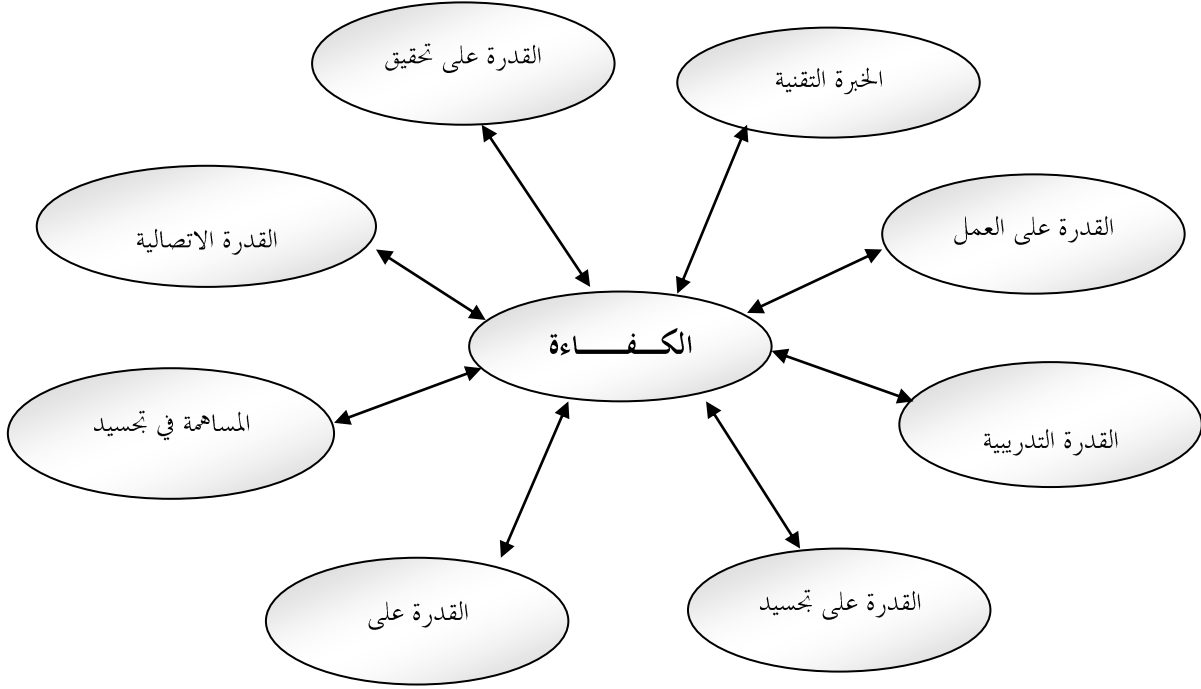 القدرة على تحقيق
الخبرة التقنية
القدرة الاتصالية
القدرة على العمل
الكـفــــاءة
المساهمة في تجسيد
القدرة التدريبية
القدرة على
القدرة على تجسيد